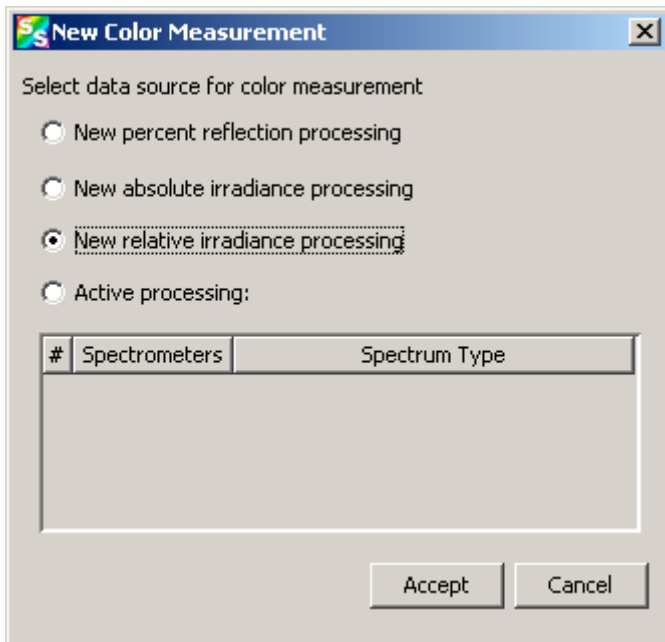 SS New Color Measurement
Select data source for color measurement
New percent reflection processing
New absolute irradiance processing
New relative irradiance processing
Active processing:
# Spectrometers Spectrum Type
Accept Cancel